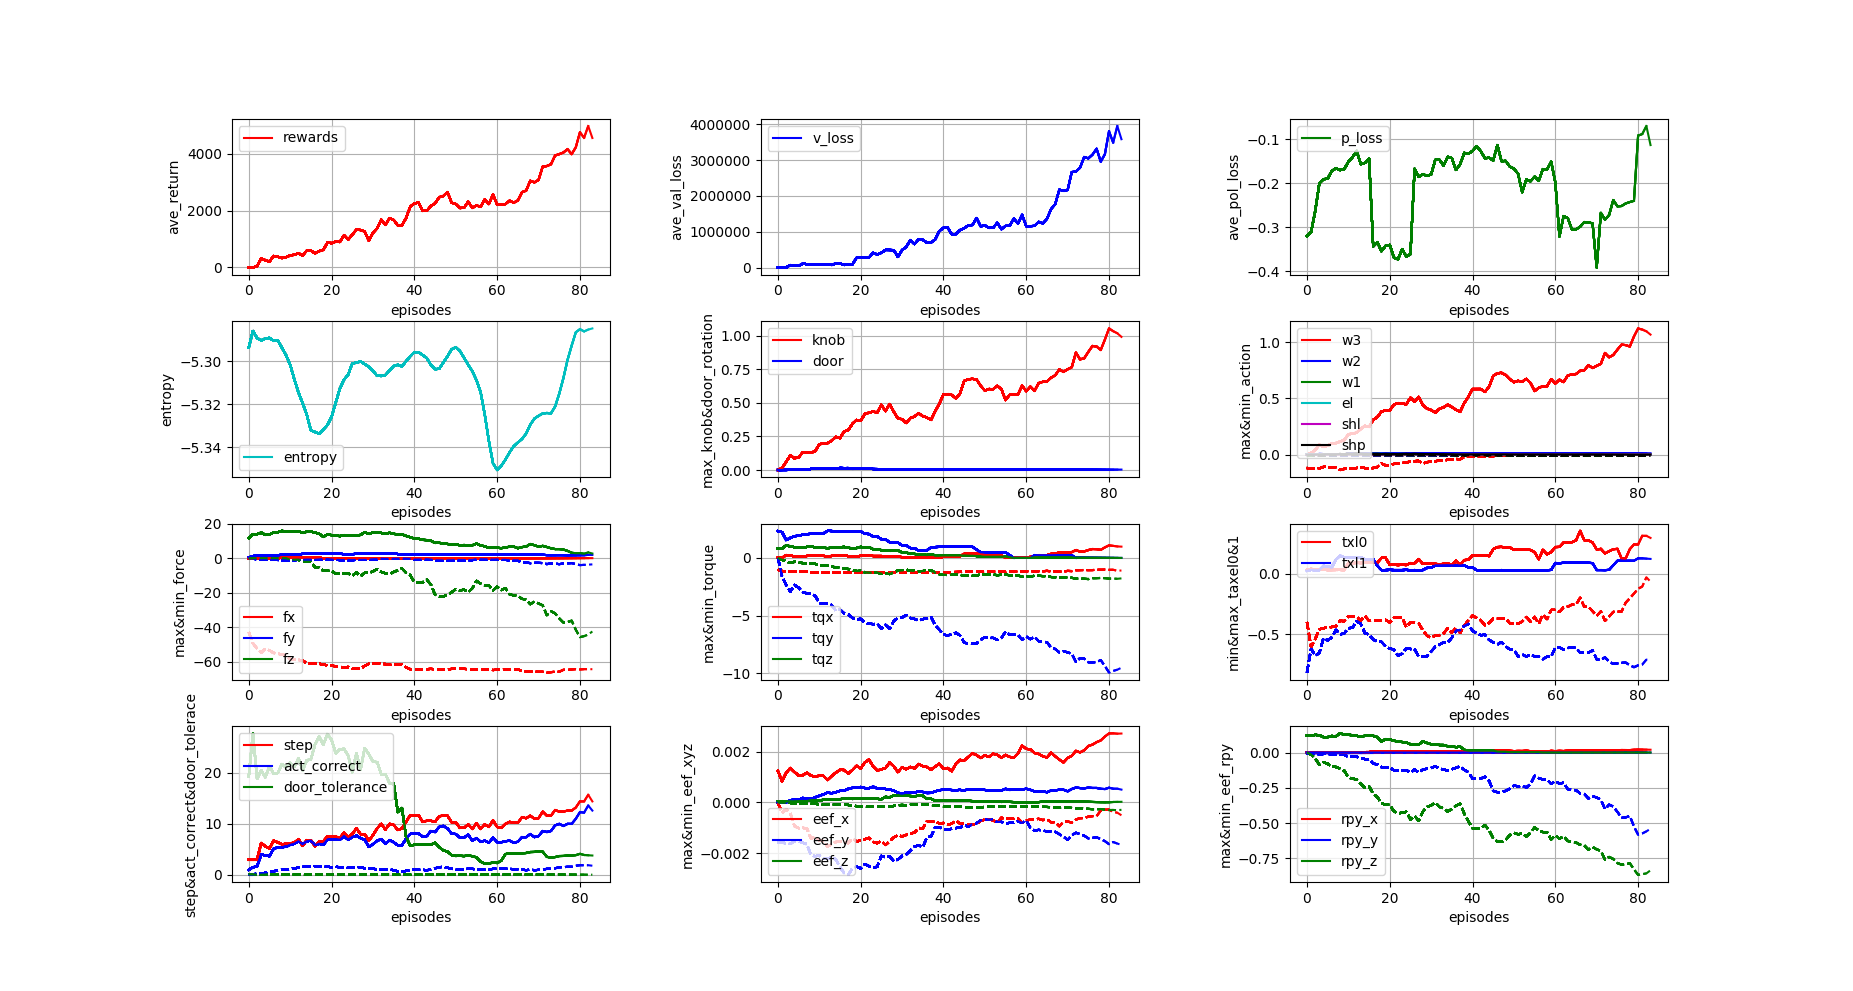 rewards
ave_return
4000
2000
0
0 20 40 60 80
episodes
v_loss
ave_val_loss
4000000
3000000
2000000
1000000
0
0 20 40 60 80
episodes
p_loss
ave_pol_loss
−0.1
−0.2
−0.3
−0.4
0 20 40 60 80
episodes
entropy
entropy
−5.30
−5.32
−5.34
0 20 40 60 80
episodes
knob
door
max_knob&door_rotation
1.00
0.75
0.50
0.25
0.00
0 20 40 60 80
episodes
w3
w2
w1
el
shl
shp
max&min_action
1.0
0.5
0.0
0 20 40 60 80
episodes
fx
fy
fz
max&min_force
20
0
−20
−40
−60
0 20 40 60 80
episodes
tqx
tqy
tqz
max&min_torque
0
−5
−10
0 20 40 60 80
episodes
txl0
txl1
min&max_taxel0&1
0.0
−0.5
0 20 40 60 80
episodes
step
act_correct
door_tolerance
step&act_correct&door_tolerace
20
10
0
0 20 40 60 80
episodes
eef_x
eef_y
eef_z
max&min_eef_xyz
0.002
0.000
−0.002
0 20 40 60 80
episodes
rpy_x
rpy_y
rpy_z
max&min_eef_rpy
0.00
−0.25
−0.50
−0.75
0 20 40 60 80
episodes